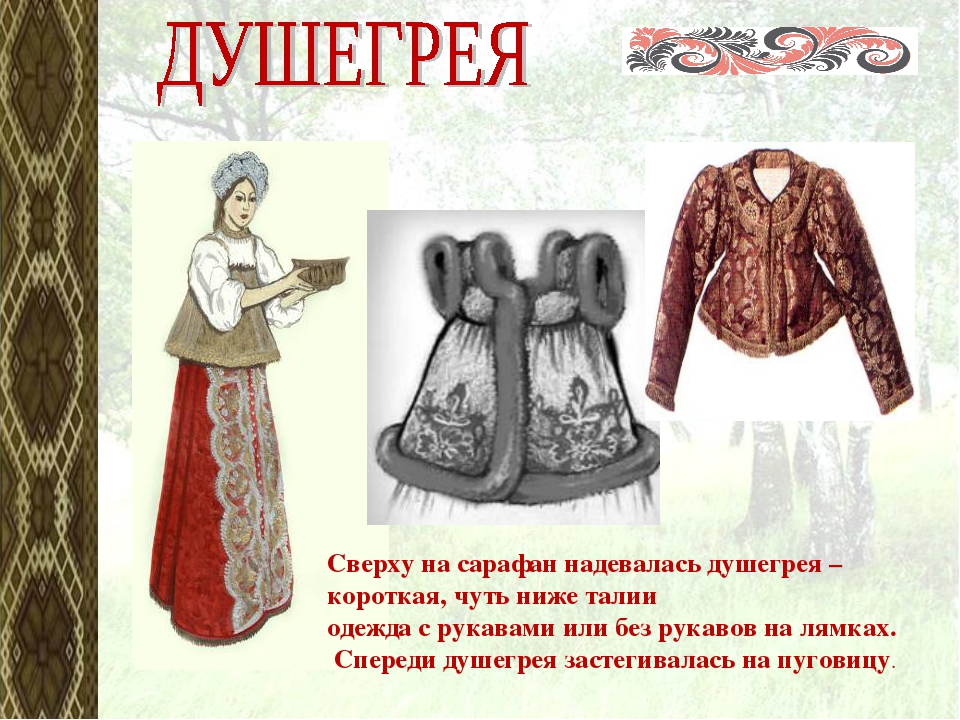 ДУШЕГРЕЯ
Сверху на сарафан надевалась душегрея –
короткая, чуть ниже талии
одежда с рукавами или без рукавов на лямках.
Спереди душегрея застегивалась на пуговицу.